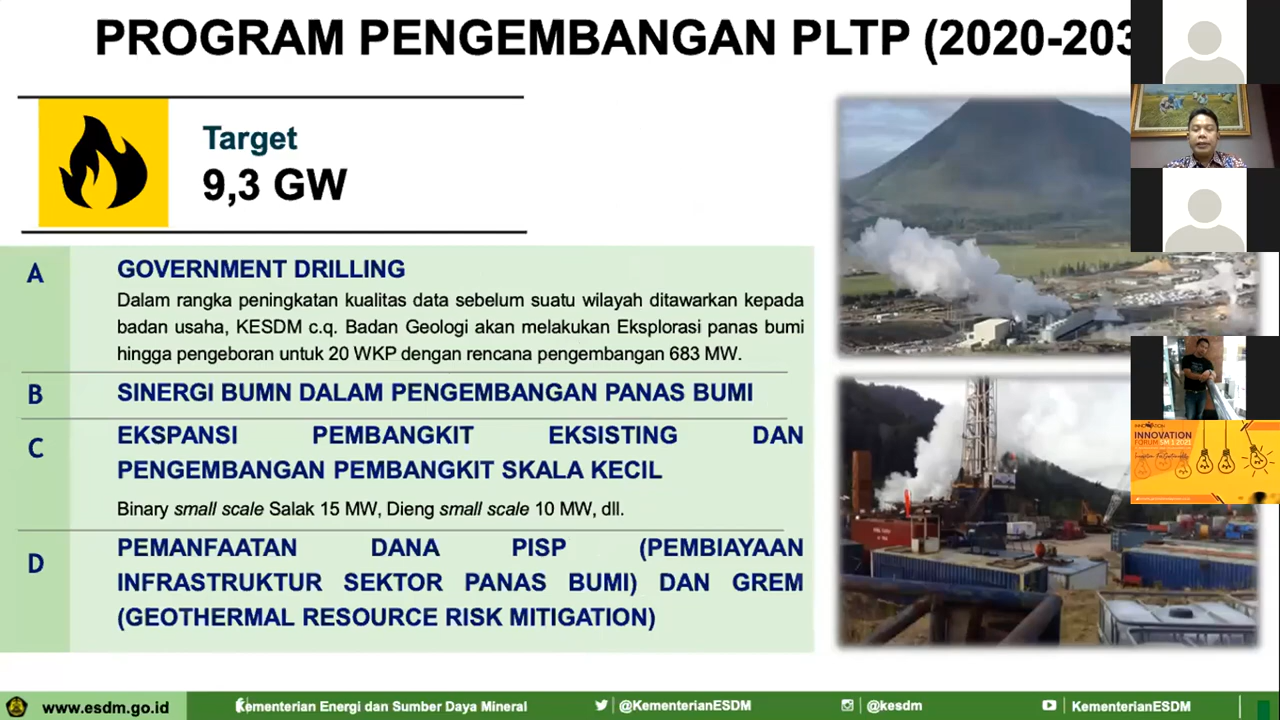 PROGRAM PENGEMBANGAN PLTP (2020-203
Target
9,3 GW
A
GOVERNMENT DRILLING
Dalam rangka peningkatan kualitas data sebelum suatu wilayah ditawarkan kepada
badan usaha, KESDM c.q. Badan Geologi akan melakukan Eksplorasi panas bumi
hingga pengeboran untuk 20 WKP dengan rencana pengembangan 683 MW.
B
SINERGI BUMN DALAM PENGEMBANGAN PANAS BUMI
C
EKSPANSI PEMBANGKIT EKSISTING DAN
PENGEMBANGAN PEMBANGKIT SKALA KECIL
Binary small scale Salak 15 MW, Dieng small scale 10 MW, dll.
D
PEMANFAATAN DANA PISP (PEMBIAYAAN
INFRASTRUKTUR SEKTOR PANAS BUMI) DAN GREM
(GEOTHERMAL RESOURCE RISK MITIGATION)
INNOVATION
FORUM SM 1 2021
www.esdm.go.id
Kementerian Energi dan Sumber Daya Mineral
@KementerianESDM
@kesdm
KementerianESDM